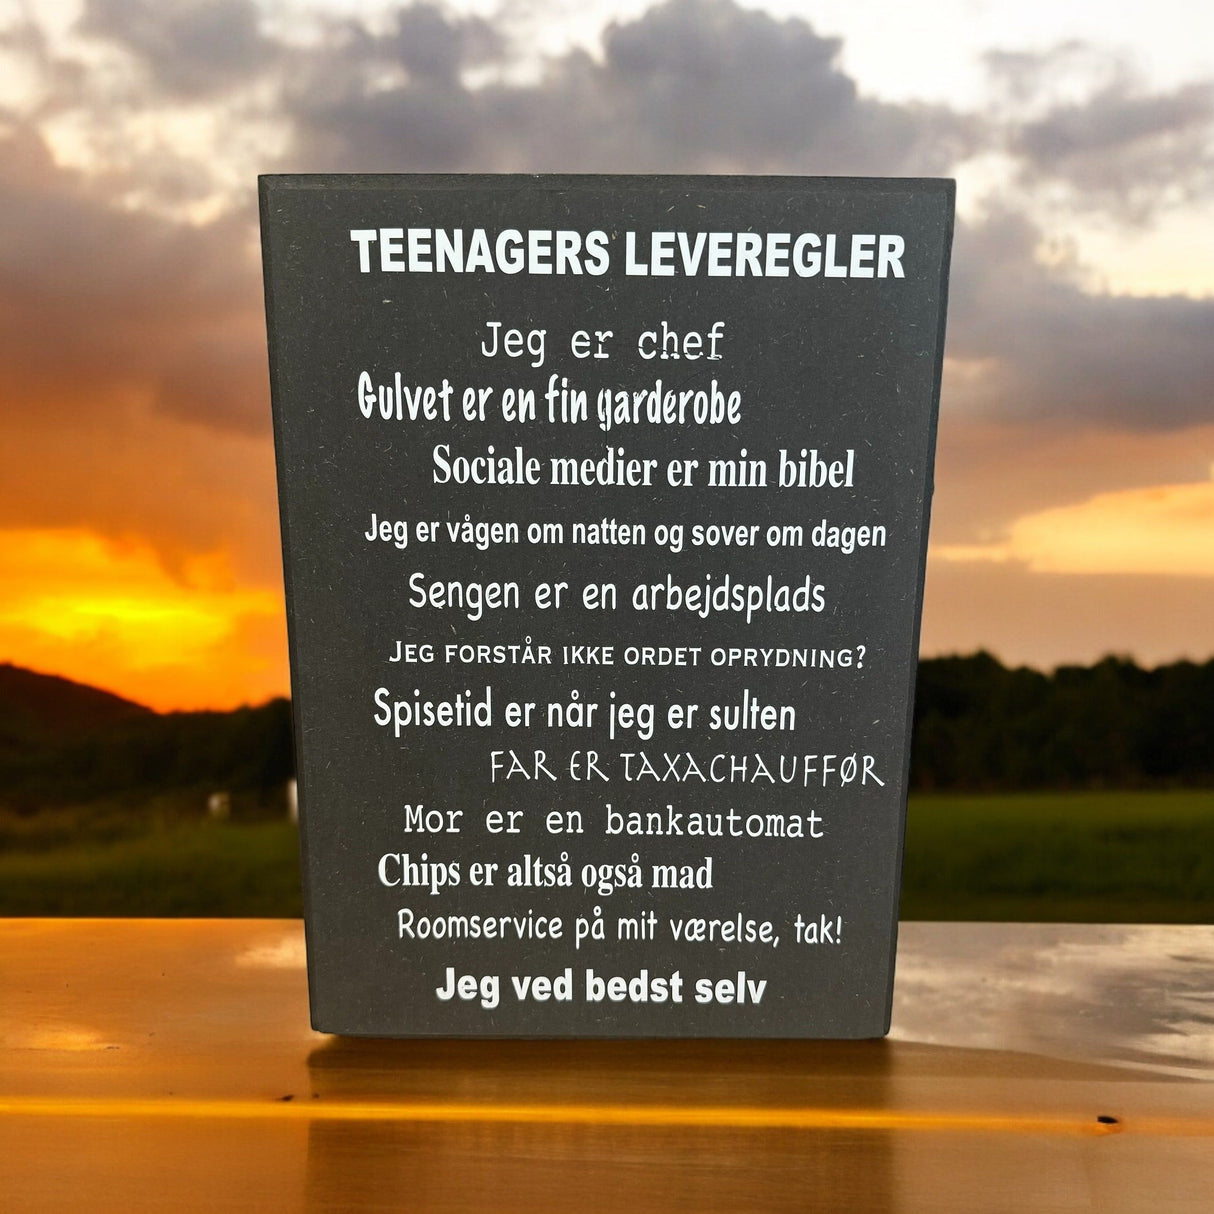 TEENAGERS LEVEREGLER
Jeg er chef
Gulvet er en fin garderobe
Sociale medier er min bibel
Jeg er vågen om natten og sover om dagen
Sengen er en arbejdsplads
JEG FORSTÅR IKKE ORDET OPRYDNING?
Spisetid er når jeg er sulten
FAR ER TAXACHAUFFØR
Mor er en bankautomat
Chips er altså også mad
Roomservice på mit værelse, tak!
Jeg ved bedst selv